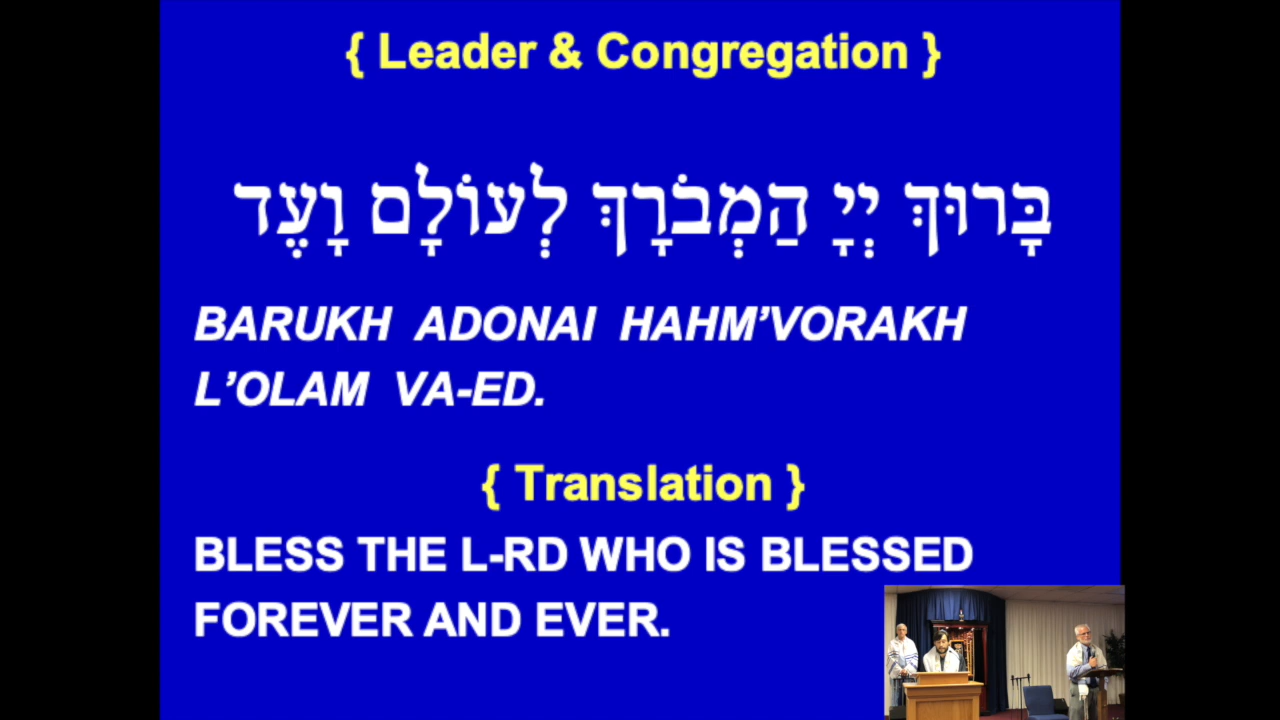 { Leader & Congregation }
בָּרוּךְ יְיָ הַמְבֹרָךְ לְעוֹלָם וָעֶד
BARUKH ADONAI HAHM’VORAKH
L’OLAM VA-ED.
{ Translation }
BLESS THE L-RD WHO IS BLESSED
FOREVER AND EVER.